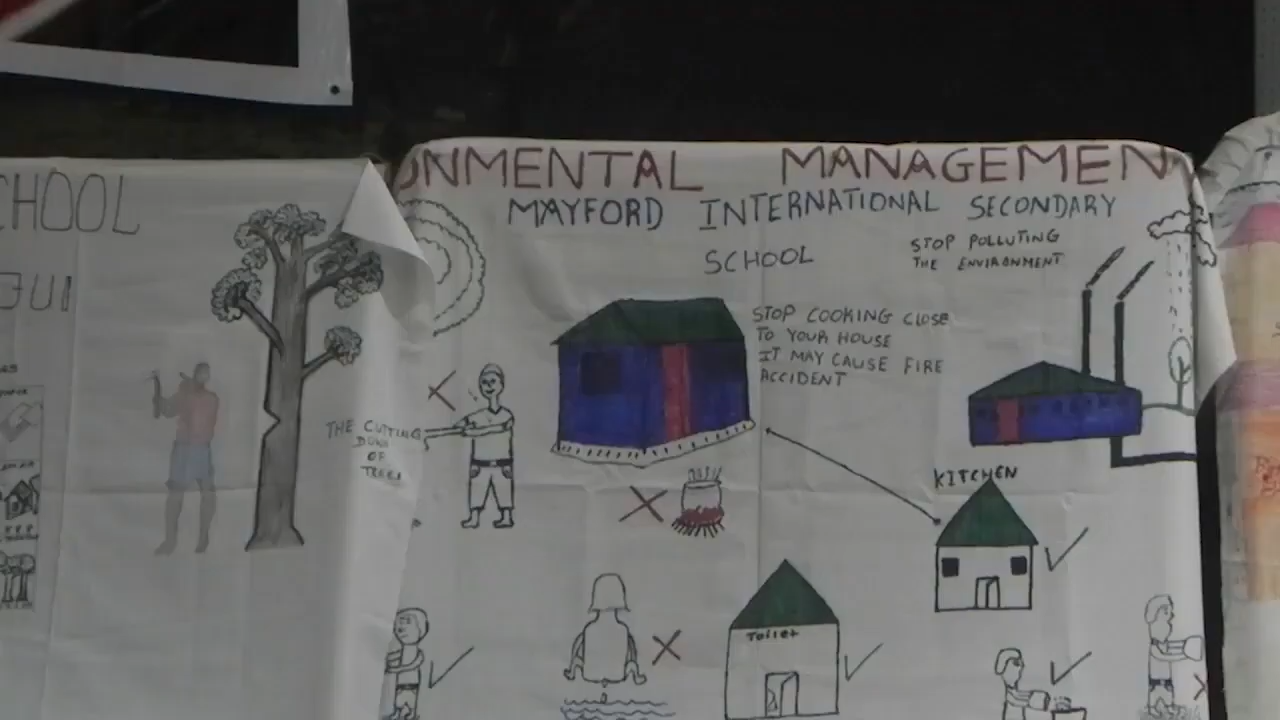 CHOOL
ONMENTAL MANAGEMEN
MAYFORD INTERNATIONAL SECONDARY
SCHOOL
STOP POLLUTING
THE ENVIRONMENT
STOP COOKING CLOSE
TO YOUR HOUSE
IT MAY CAUSE FIRE
ACCIDENT
THE CUTTING
DOWN
OF
TREES
KITCHEN
Toilet